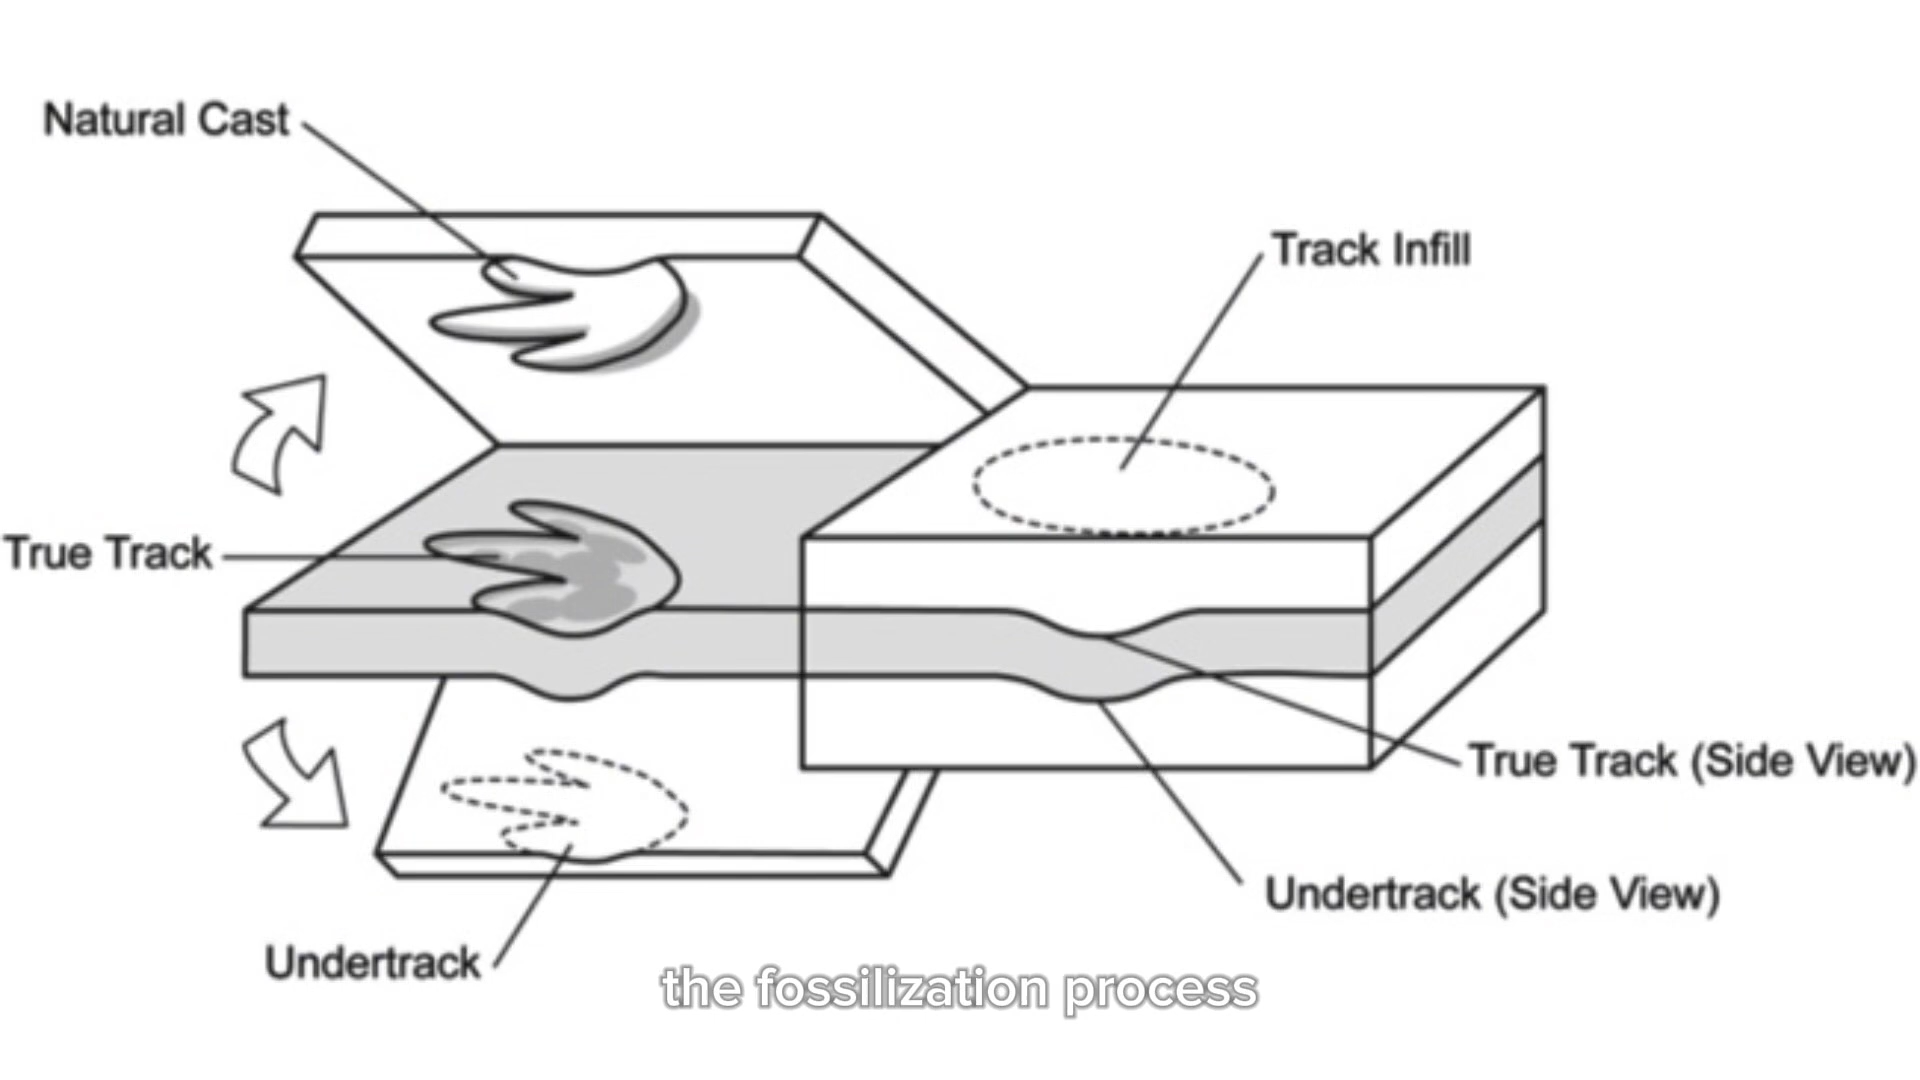 Natural Cast
Track Infill
True Track
True Track (Side View)
Undertrack (Side View)
Undertrack
the fossilization process